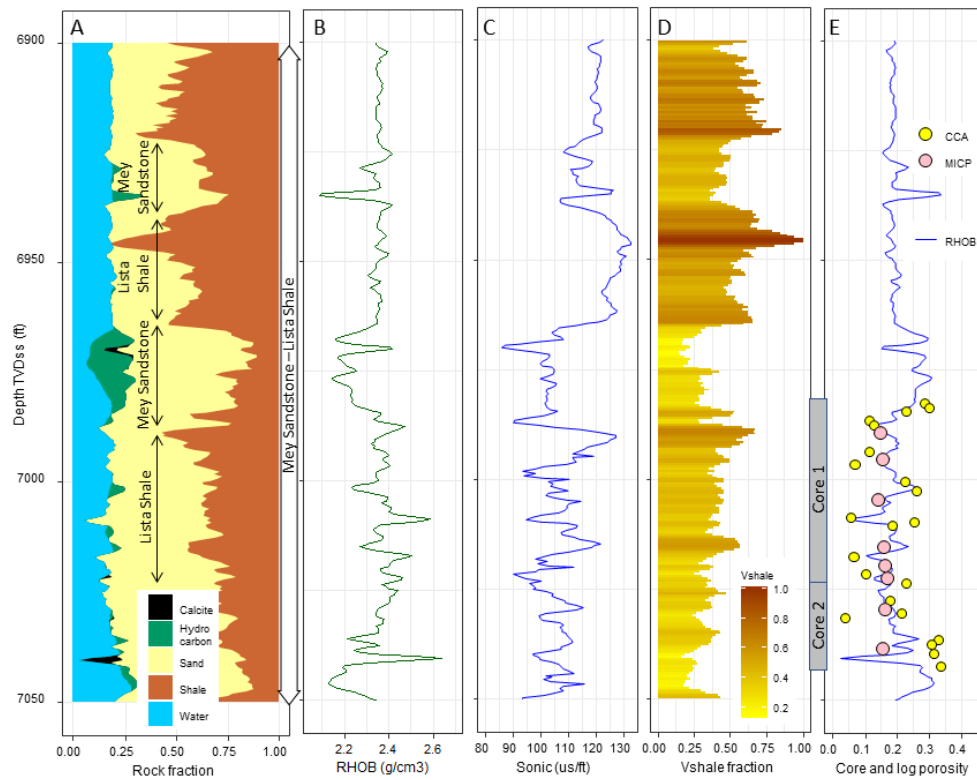 A
B
C
D
E
6900
6950
7000
7050
Depth TVDss (ft)
Mey
Sandstone
Lista
Shale
Mey Sandstone
Lista Shale
Mey Sandstone – Lista Shale
Calcite
Hydro
carbon
Sand
Shale
Water
0.00 0.25 0.50 0.75 1.00
Rock fraction
2.2 2.4 2.6
RHOB (g/cm3)
80 90 100 110 120 130
Sonic (us/ft)
Vshale
1.0
0.8
0.6
0.4
0.2
0.00 0.25 0.50 0.75 1.00
Vshale fraction
CCA
MICP
RHOB
Core 1
Core 2
0.0 0.1 0.2 0.3 0.4
Core and log porosity